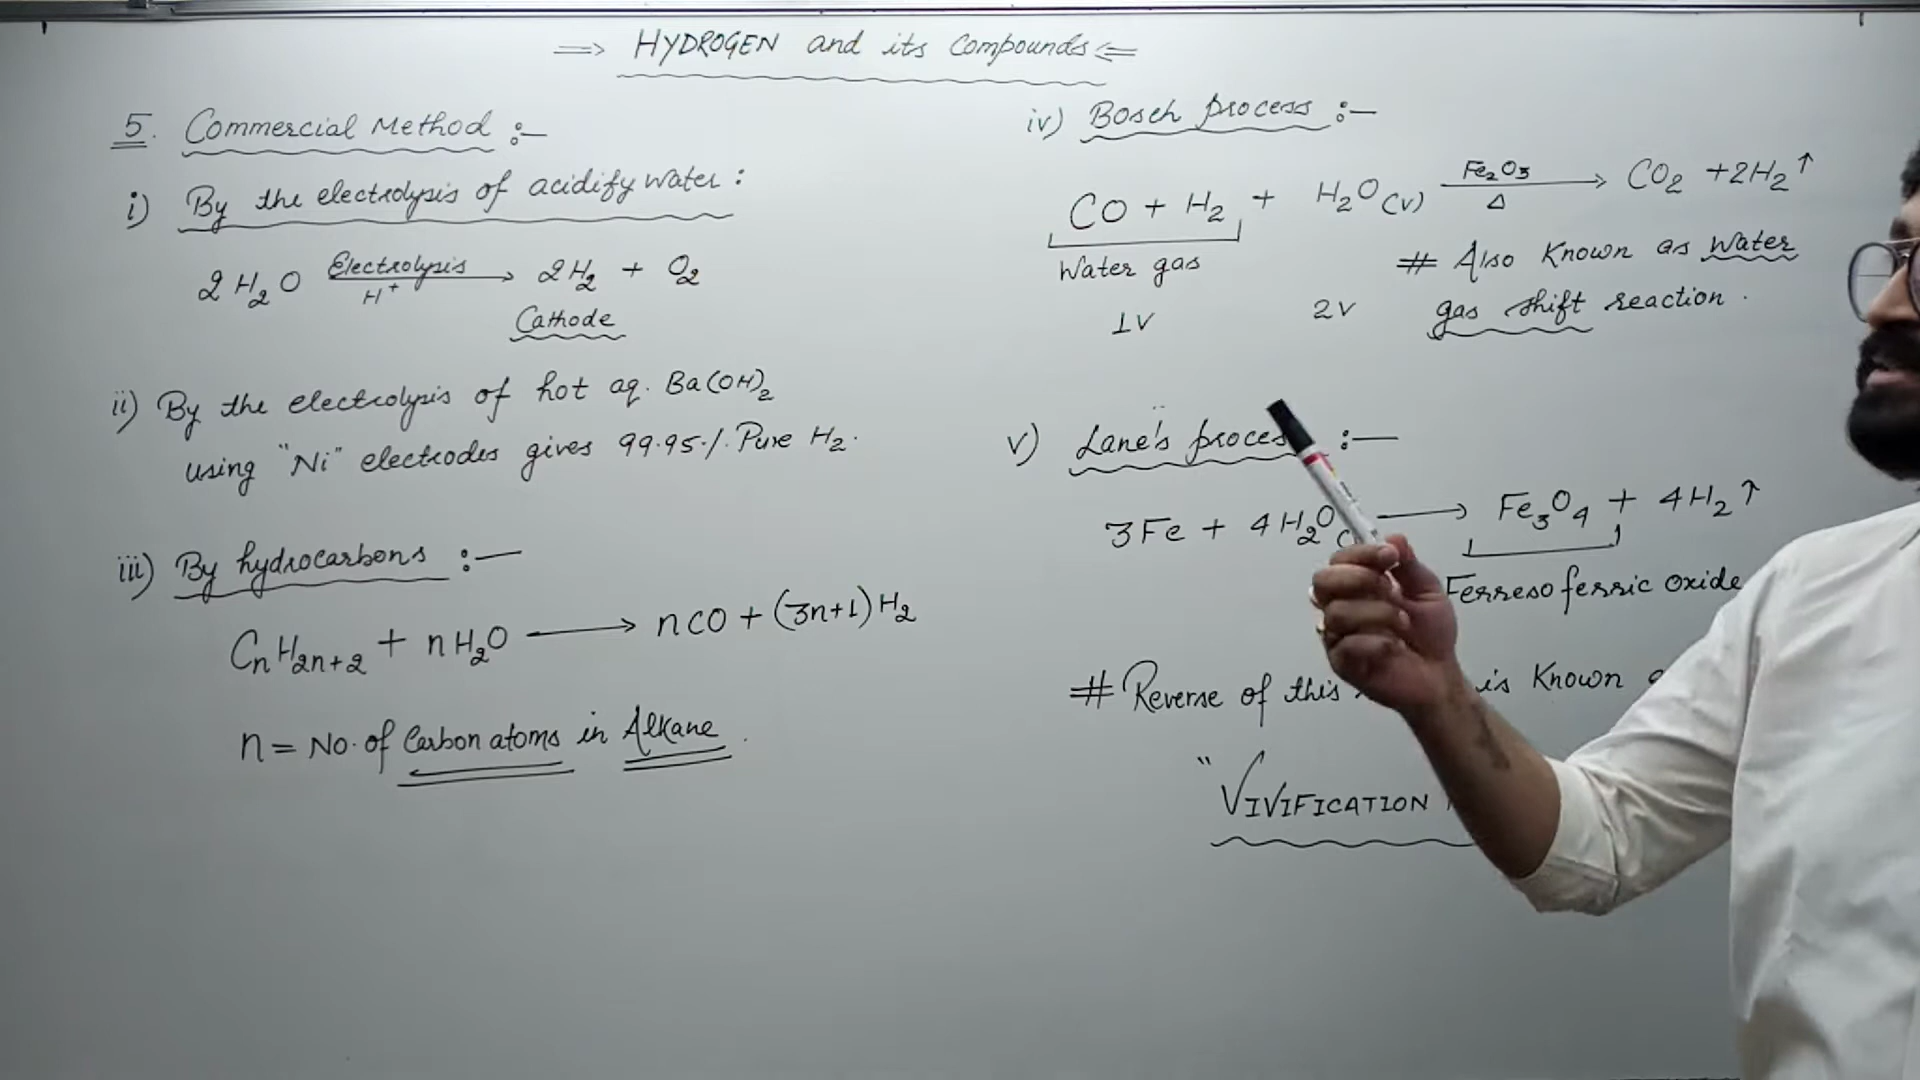 ⇒ HYDROGEN and its Compounds ⇐
5. Commercial Method :-
i) By the electrolysis of acidify water :
2H₂O Electrolysis H⁺ → 2H₂ + O₂
Cathode
ii) By the electrolysis of hot aq. Ba(OH)₂
using "Ni" electrodes gives 99.95% Pure H₂.
iii) By hydrocarbons :—
CnH2n+2 + nH₂O → nCO + (3n+1)H₂
n = No. of Carbon atoms in Alkane.
iv) Bosch process :—
CO + H₂ + H₂O(v) Fe₂O₃ Δ → CO₂ + 2H₂↑
Water gas
# Also Known as Water
1V 2V gas shift reaction.
v) Lane's :—
3Fe + 4H₂O → Fe₃O₄ + 4H₂↑
Ferreso ferric oxide
# Reverse of this is Known
"VIVIFICATION